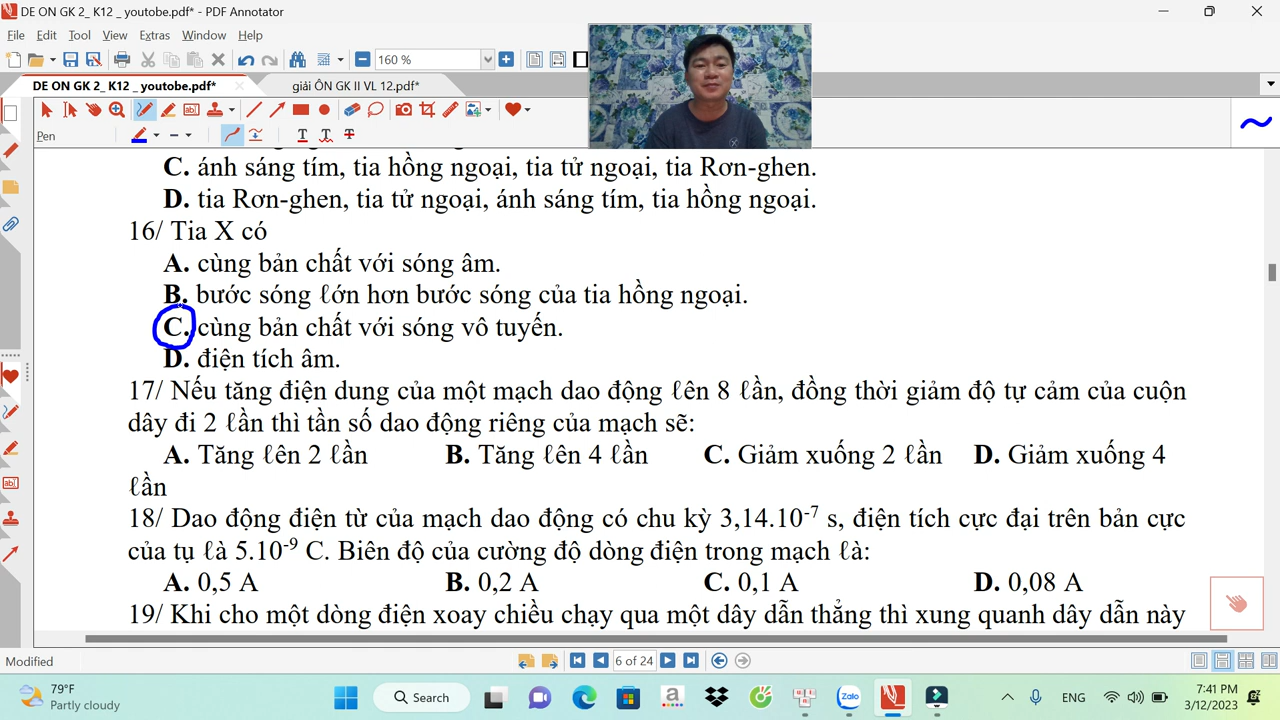 DE ON GK 2_ K12 _ youtobe.pdf* - PDF Annotator
File Edit Tool View Extras Window Help
160 %
DE ON GK 2_ K12 _ youtobe.pdf*
giải ÔN GK II VL 12.pdf*
Pen
C. ánh sáng tím, tia hồng ngoại, tia tử ngoại, tia Rơn-ghen.
D. tia Rơn-ghen, tia tử ngoại, ánh sáng tím, tia hồng ngoại.
16/ Tia X có
A. cùng bản chất với sóng âm.
B. bước sóng ℓớn hơn bước sóng của tia hồng ngoại.
C. cùng bản chất với sóng vô tuyến.
D. điện tích âm.
17/ Nếu tăng điện dung của một mạch dao động ℓên 8 ℓần, đồng thời giảm độ tự cảm của cuộn
dây đi 2 ℓần thì tần số dao động riêng của mạch sẽ:
A. Tăng ℓên 2 ℓần B. Tăng ℓên 4 ℓần C. Giảm xuống 2 ℓần D. Giảm xuống 4
ℓần
18/ Dao động điện từ của mạch dao động có chu kỳ 3,14.10⁻⁷ s, điện tích cực đại trên bản cực
của tụ ℓà 5.10⁻⁹ C. Biên độ của cường độ dòng điện trong mạch ℓà:
A. 0,5 A B. 0,2 A C. 0,1 A D. 0,08 A
19/ Khi cho một dòng điện xoay chiều chạy qua một dây dẫn thẳng thì xung quanh dây dẫn này
6 of 24
Modified
79°F
Partly cloudy
Search
Zalo
ENG
7:41 PM
3/12/2023